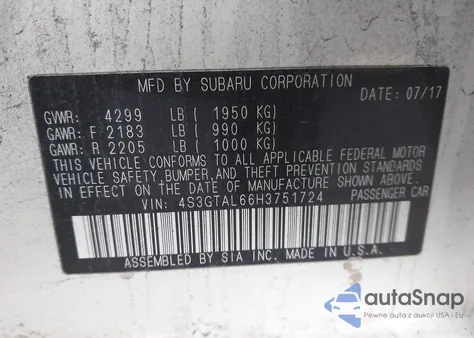 MFD BY SUBARU CORPORATION
DATE: 07/17
GVWR: 4299 LB ( 1950 KG)
GAWR: F 2183 LB ( 990 KG)
GAWR: R 2205 LB ( 1000 KG)
THIS VEHICLE CONFORMS TO ALL APPLICABLE FEDERAL MOTOR
VEHICLE SAFETY, BUMPER, AND THEFT PREVENTION STANDARDS
IN EFFECT ON THE DATE OF MANUFACTURE SHOWN ABOVE.
VIN: 4S3GTAL66H3751724 PASSENGER CAR
ASSEMBLED BY SIA INC. MADE IN U.S.A.
autoSnap
Pewne auta z aukcji USA i EU